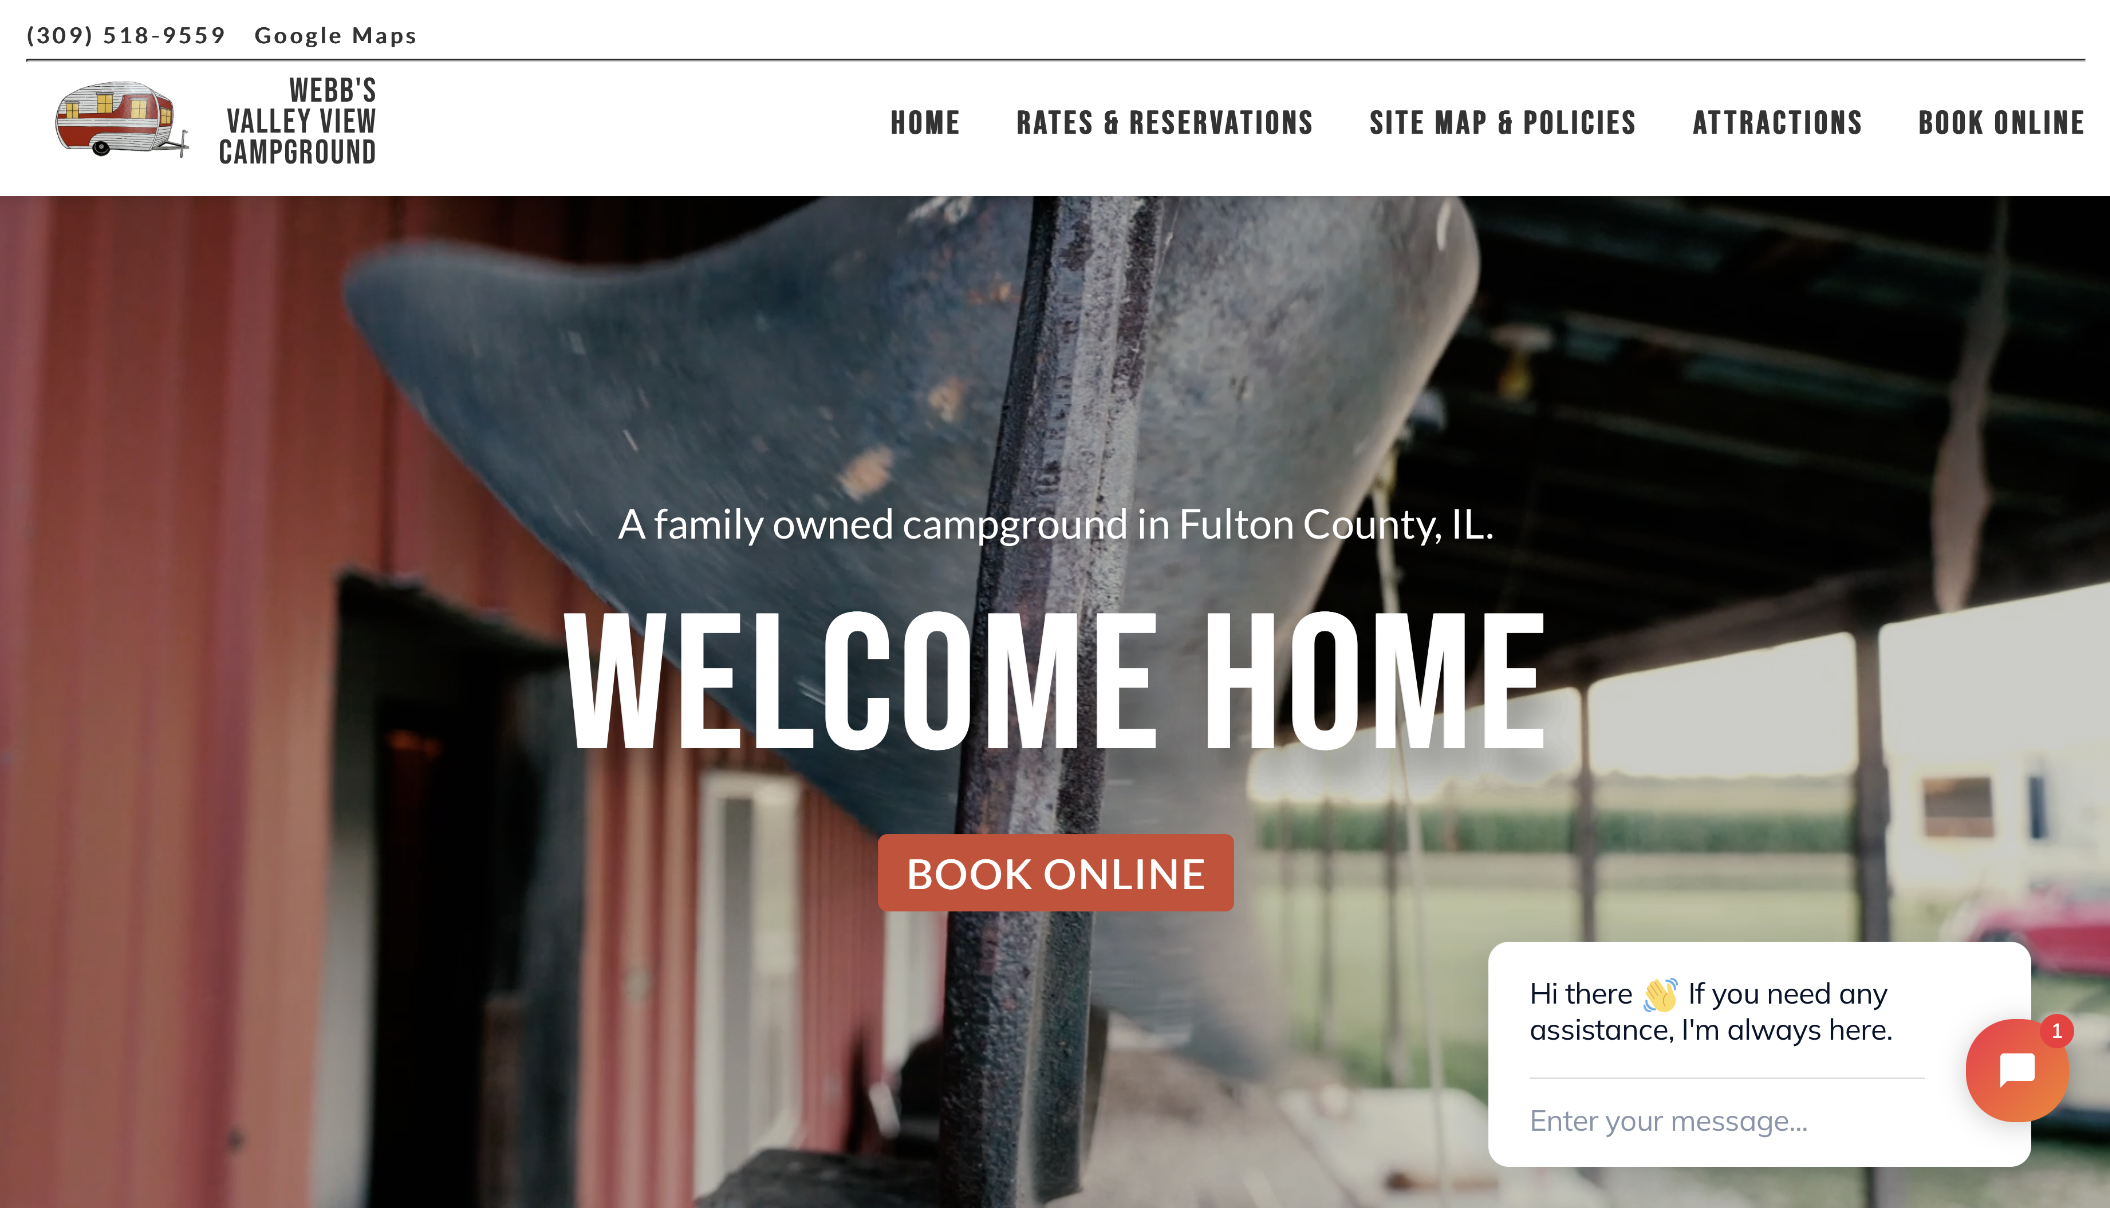 (309) 518-9559 Google Maps
WEBB'S
VALLEY VIEW
CAMPGROUND
HOME RATES & RESERVATIONS SITE MAP & POLICIES ATTRACTIONS BOOK ONLINE
A family owned campground in Fulton County, IL.
WELCOME HOME
BOOK ONLINE
Hi there 👋 If you need any
assistance, I'm always here.
1
Enter your message...